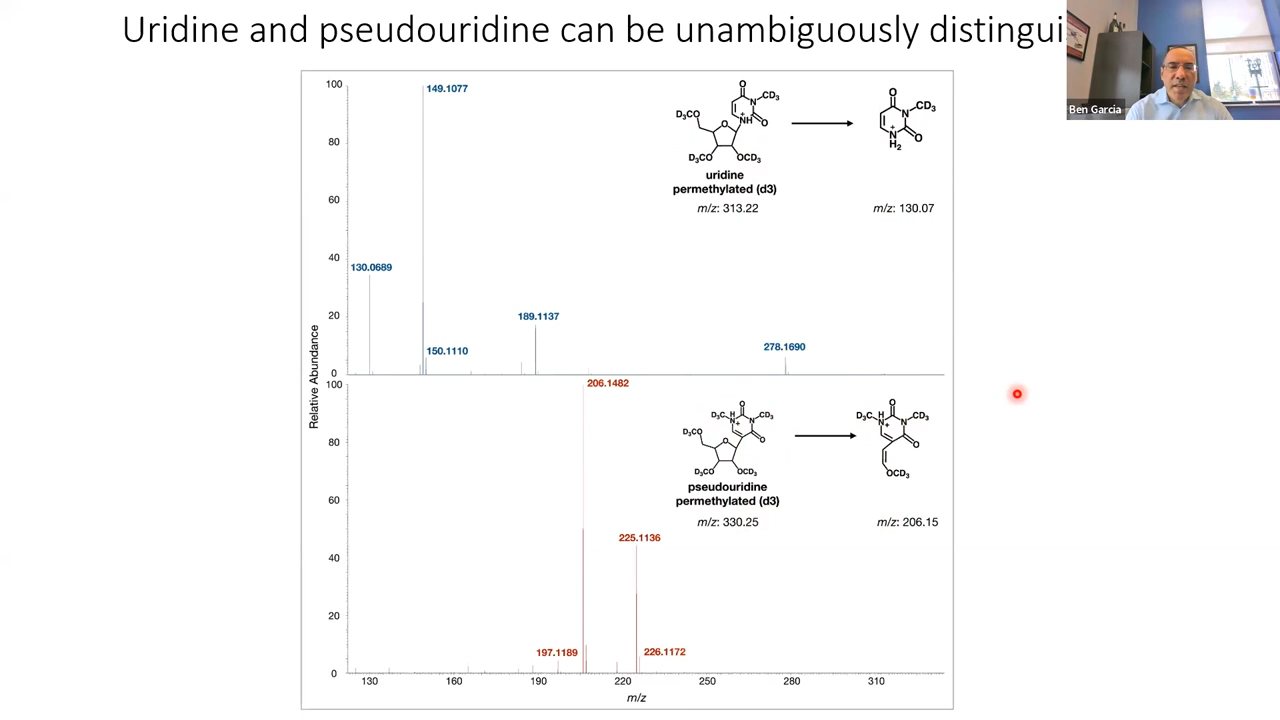 Uridine and pseudouridine can be unambiguously distingui
Ben Garcia
Relative Abundance
100
80
60
40
20
0
149.1077
130.0689
150.1110
189.1137
278.1690
O
N
CD3
D3CO
O
NH
+
O
D3CO
OCD3
uridine
permethylated (d3)
m/z: 313.22
O
N
CD3
+
N
H2
O
m/z: 130.07
100
80
60
40
20
0
206.1482
225.1136
197.1189
226.1172
O
D3C
H
N
+
N
CD3
O
D3CO
O
D3CO
OCD3
pseudouridine
permethylated (d3)
m/z: 330.25
O
D3C
H
N
+
N
CD3
O
OCD3
m/z: 206.15
130
160
190
220
250
280
310
m/z